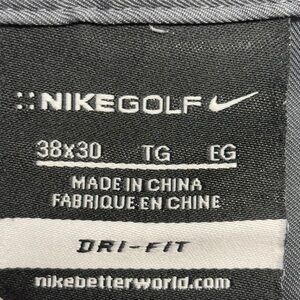 NIKEGOLF
38x30 TG EG
MADE IN CHINA
FABRIQUE EN CHINE
DRI-FIT
nikebetterworld.com